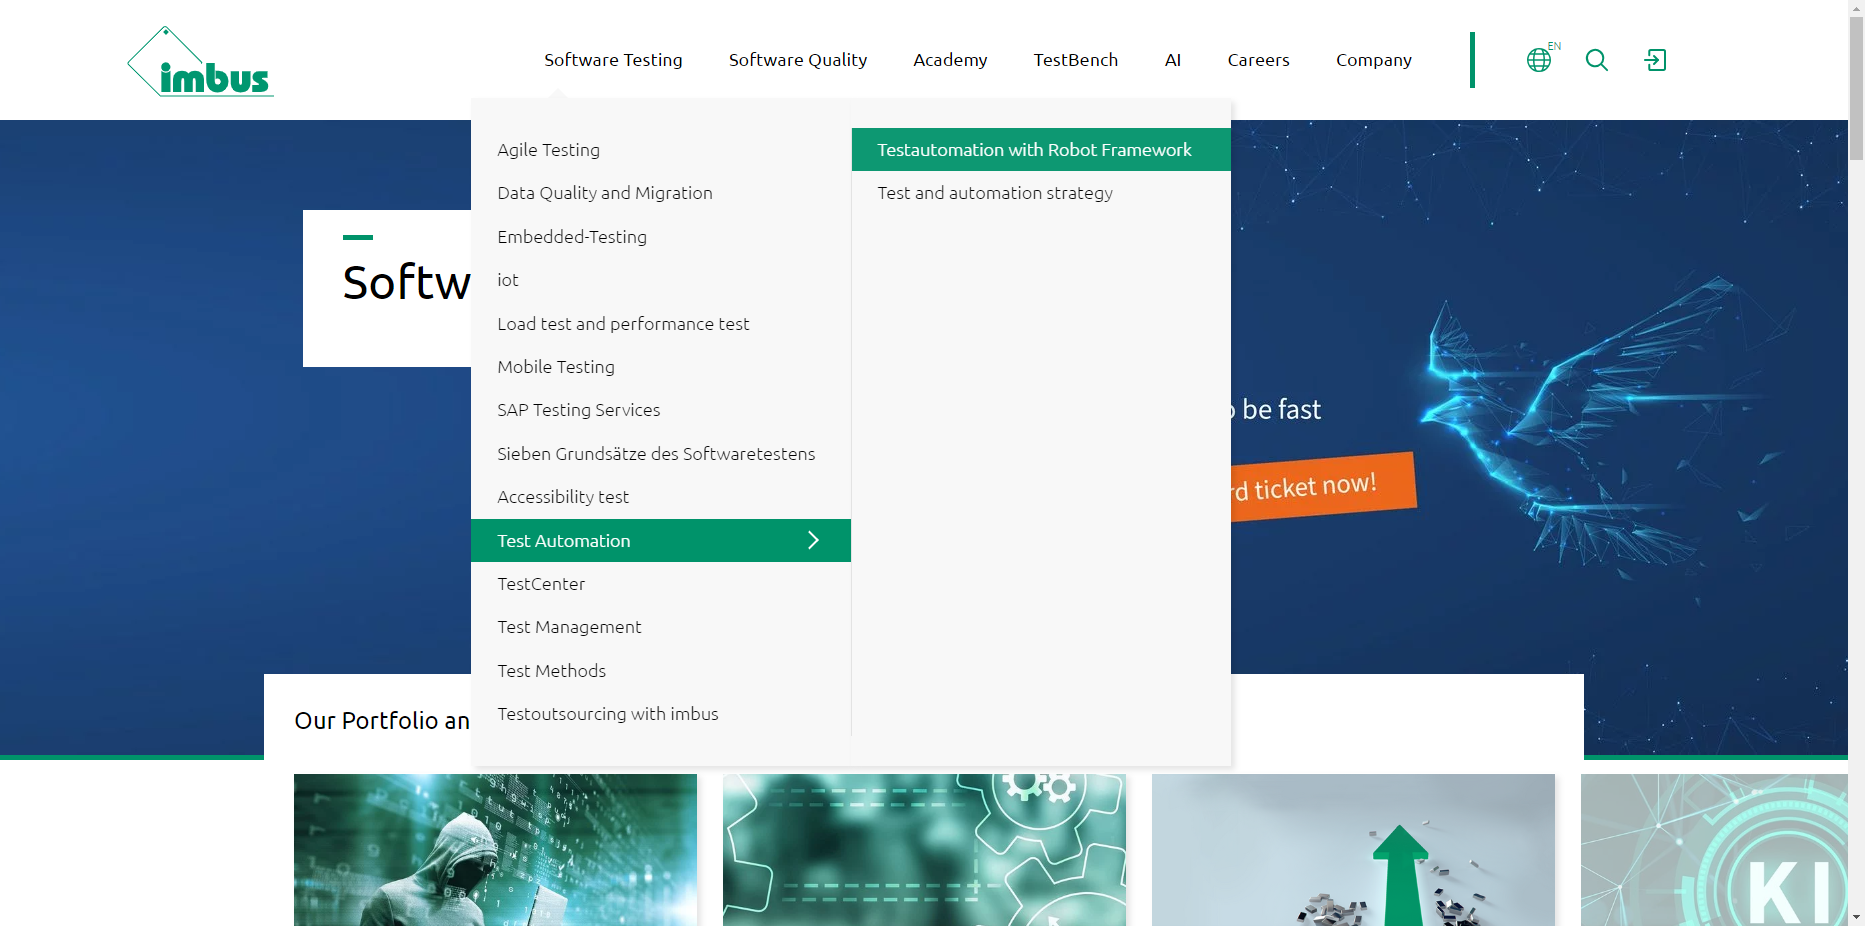 imbus
Software Testing
Software Quality
Academy
TestBench
AI
Careers
Company
EN
Agile Testing
Data Quality and Migration
Embedded-Testing
iot
Load test and performance test
Mobile Testing
SAP Testing Services
Sieben Grundsätze des Softwaretestens
Accessibility test
Test Automation
TestCenter
Test Management
Test Methods
Testoutsourcing with imbus
Testautomation with Robot Framework
Test and automation strategy
Softw
be fast
ticket now!
Our Portfolio an
KI